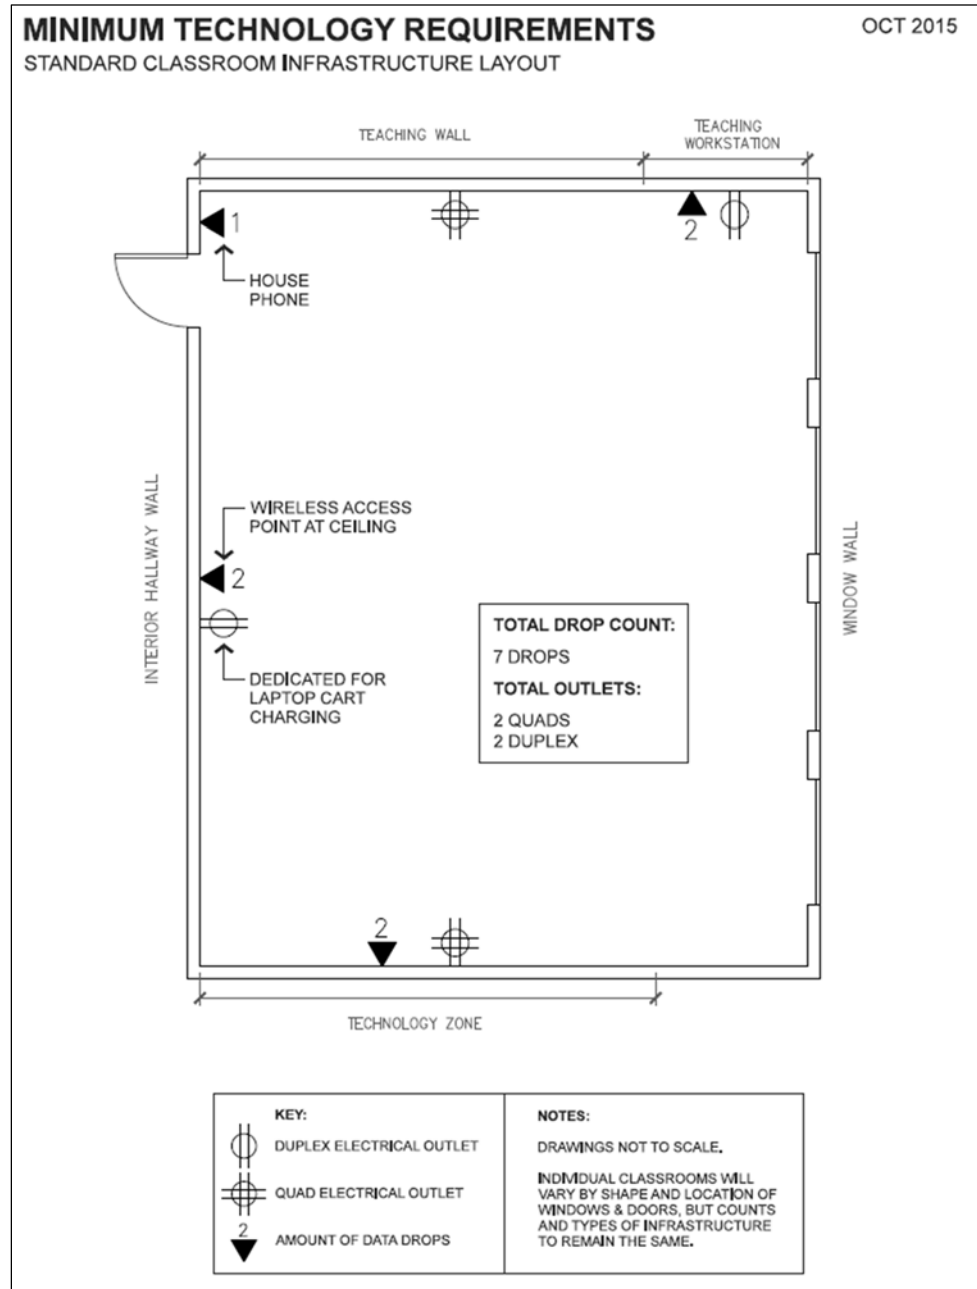 MINIMUM TECHNOLOGY REQUIREMENTS
OCT 2015
STANDARD CLASSROOM INFRASTRUCTURE LAYOUT
TEACHING WALL
TEACHING
WORKSTATION
1
2
HOUSE
PHONE
INTERIOR HALLWAY WALL
WIRELESS ACCESS
POINT AT CEILING
2
DEDICATED FOR
LAPTOP CART
CHARGING
WINDOW WALL
TOTAL DROP COUNT:
7 DROPS
TOTAL OUTLETS:
2 QUADS
2 DUPLEX
2
TECHNOLOGY ZONE
KEY:
DUPLEX ELECTRICAL OUTLET
QUAD ELECTRICAL OUTLET
2
AMOUNT OF DATA DROPS
NOTES:
DRAWINGS NOT TO SCALE.
INDIVIDUAL CLASSROOMS WILL
VARY BY SHAPE AND LOCATION OF
WINDOWS & DOORS, BUT COUNTS
AND TYPES OF INFRASTRUCTURE
TO REMAIN THE SAME.